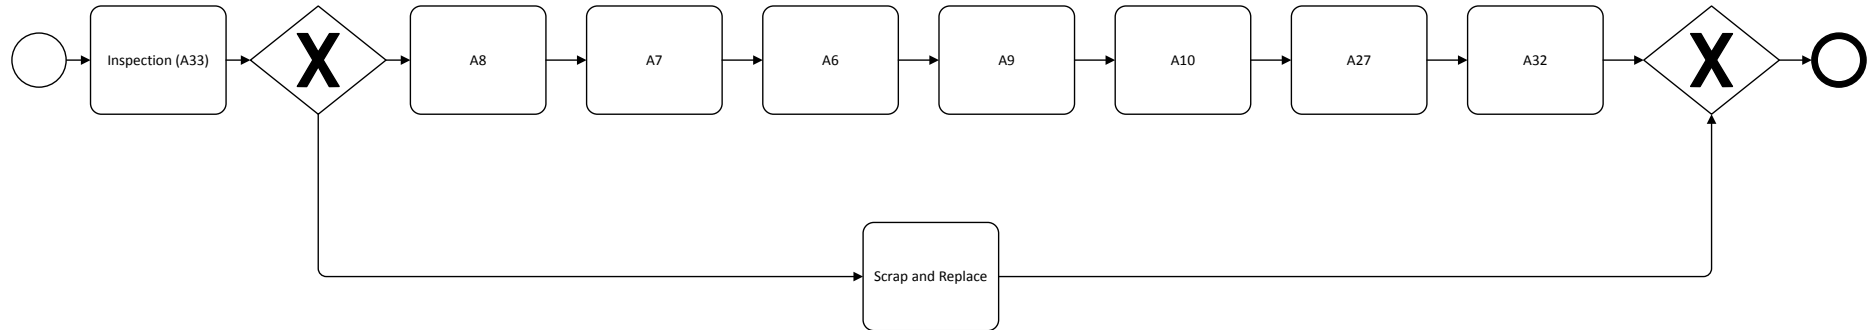 Inspection (A33)
X
A8
A7
A6
A9
A10
A27
A32
X
Scrap and Replace